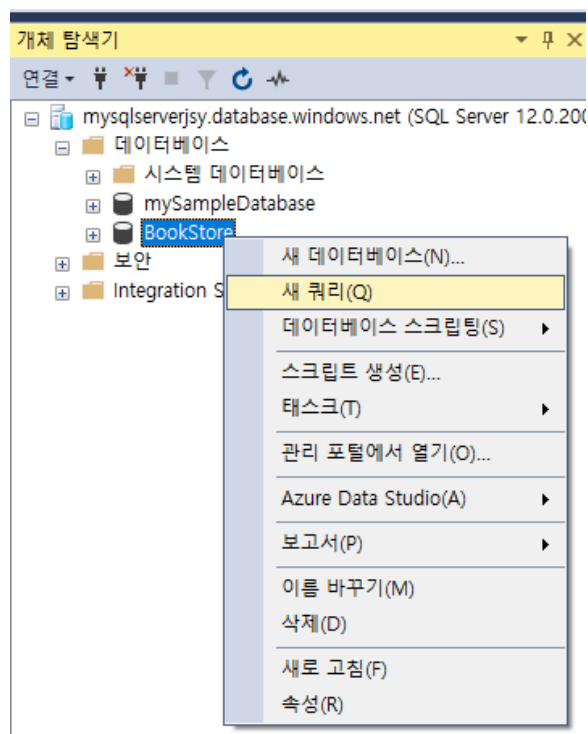 개체 탐색기
연결
mysqlserverjsy.database.windows.net (SQL Server 12.0.200
데이터베이스
시스템 데이터베이스
mySampleDatabase
BookStore
보안
Integration S
새 데이터베이스(N)...
새 쿼리(Q)
데이터베이스 스크립팅(S)
스크립트 생성(E)...
태스크(T)
관리 포털에서 열기(O)...
Azure Data Studio(A)
보고서(P)
이름 바꾸기(M)
삭제(D)
새로 고침(F)
속성(R)